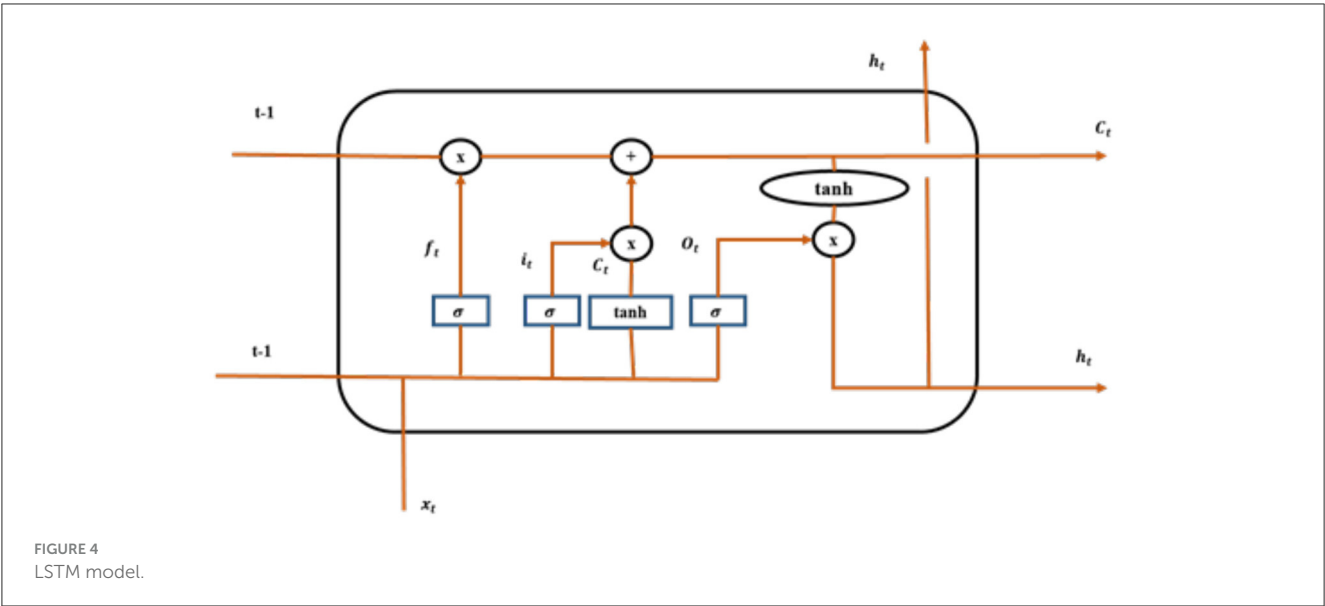 h_t
t-1
C_t
x
+
tanh
f_t
i_t
C_t
x
O_t
x
σ
σ
tanh
σ
t-1
h_t
x_t
FIGURE 4
LSTM model.